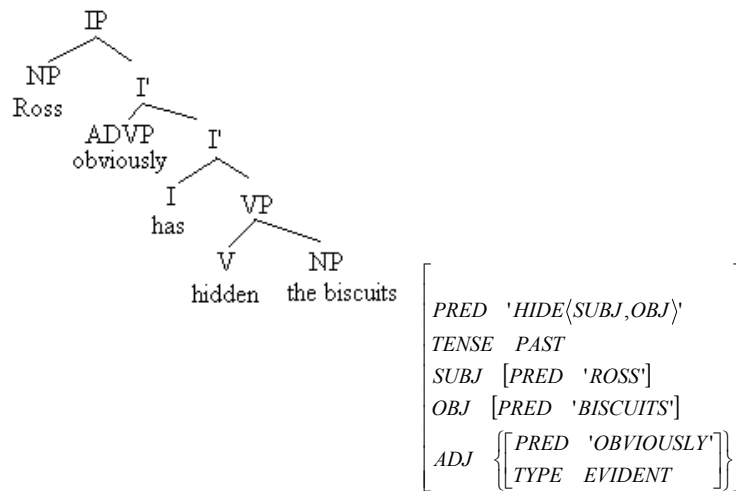 IP
NP I'
Ross
ADVP I'
obviously
I VP
has
V NP
hidden the biscuits
PRED 'HIDE⟨SUBJ,OBJ⟩'
TENSE PAST
SUBJ [PRED 'ROSS']
OBJ [PRED 'BISCUITS']
ADJ {[PRED 'OBVIOUSLY'
TYPE EVIDENT]}